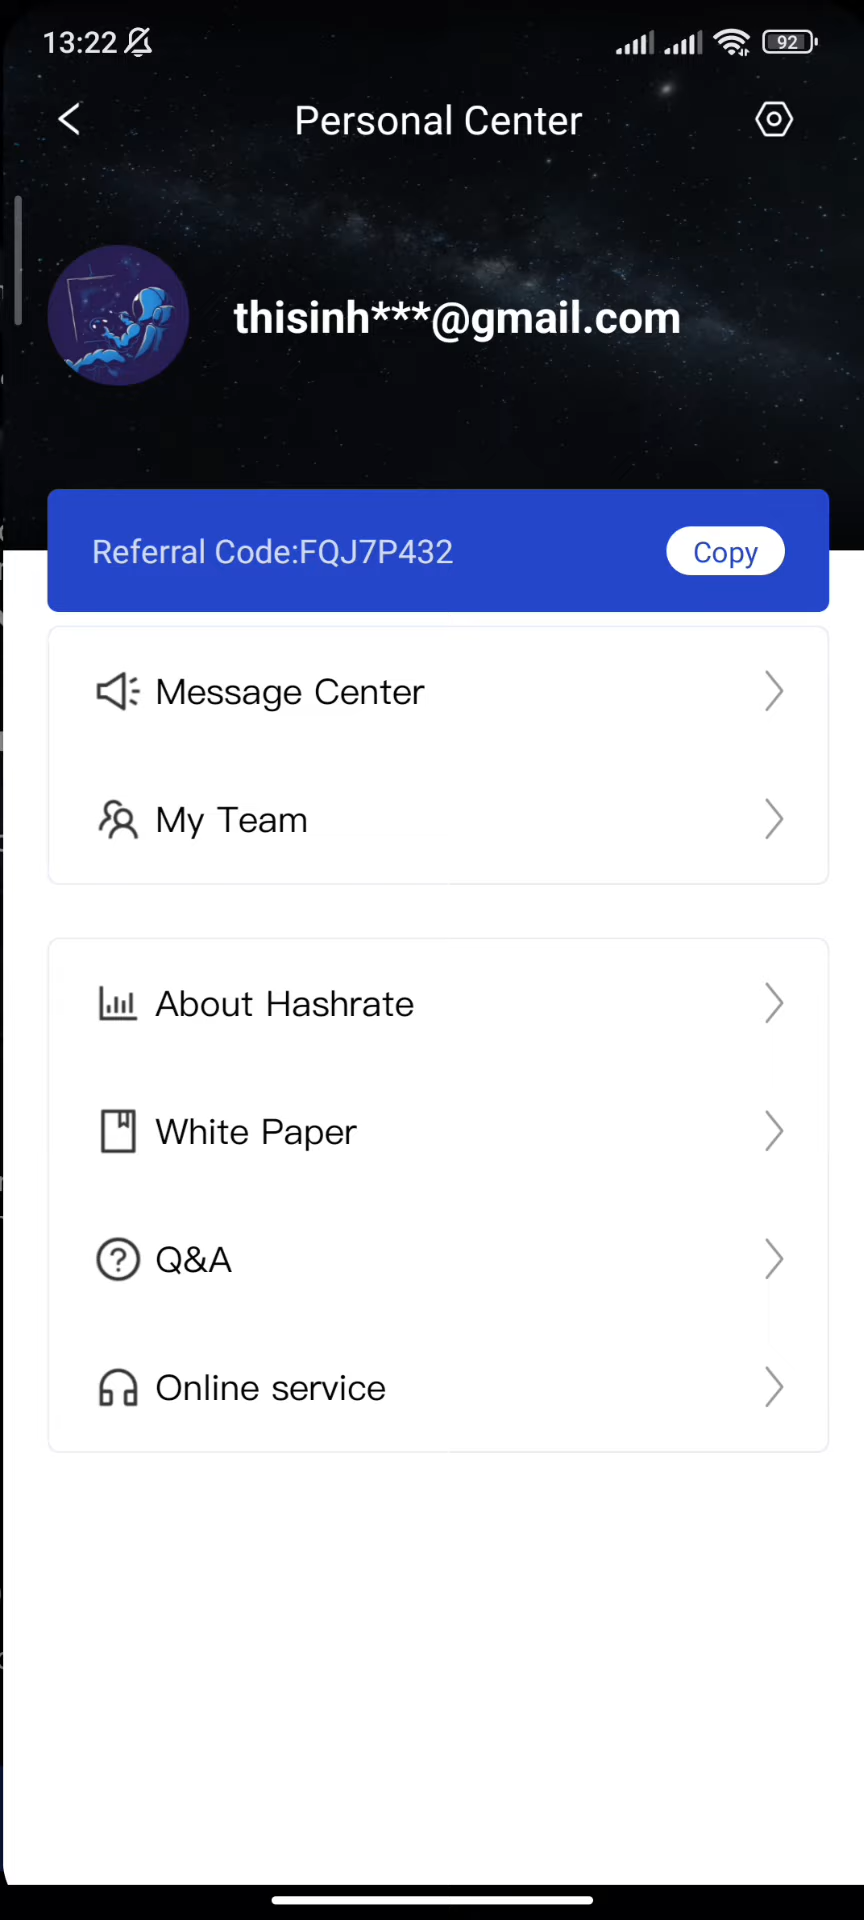 13:22
92
Personal Center
thisinh***@gmail.com
Referral Code:FQJ7P432
Copy
Message Center
My Team
About Hashrate
White Paper
Q&A
Online service